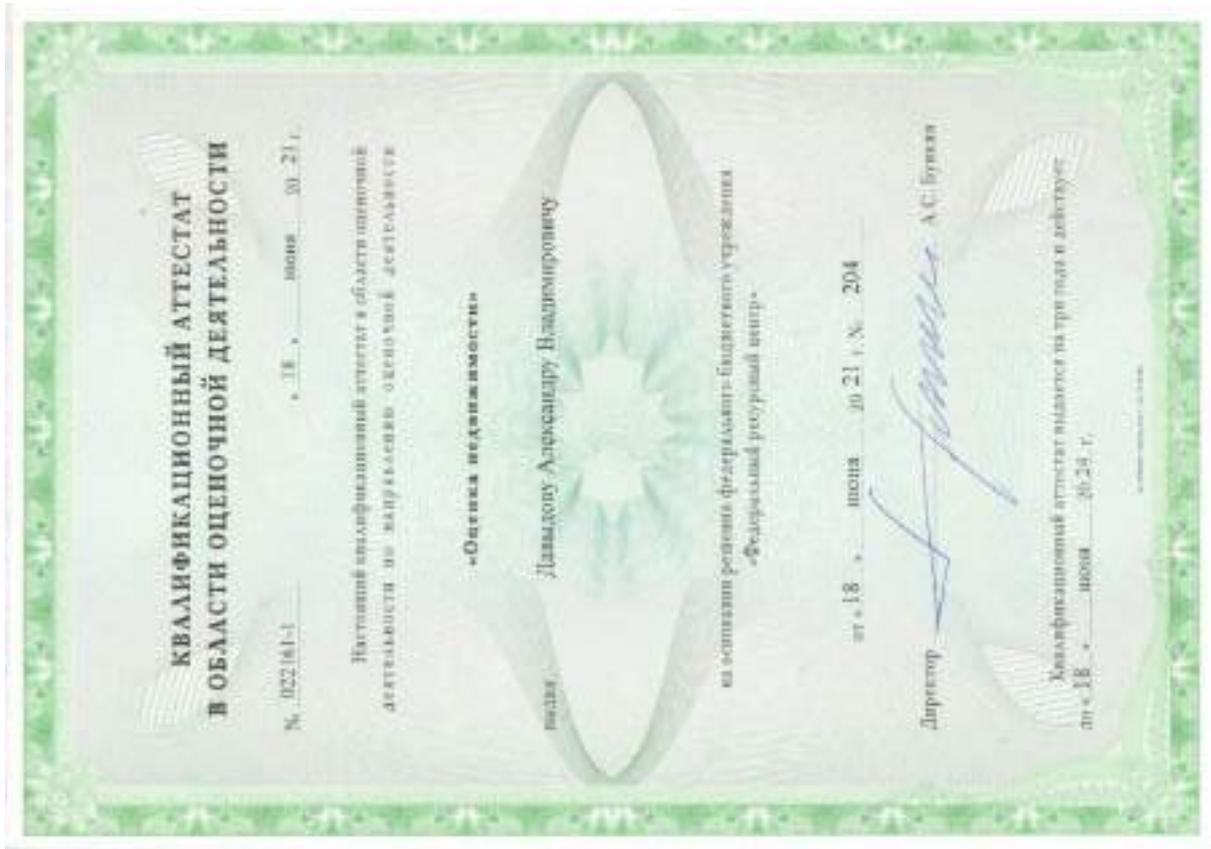 КВАЛИФИКАЦИОННЫЙ АТТЕСТАТ
В ОБЛАСТИ ОЦЕНОЧНОЙ ДЕЯТЕЛЬНОСТИ
№ 022161-1 « 18 » июня 20 21 г.
Настоящий квалификационный аттестат в области оценочной
деятельности по направлению оценочной деятельности
«Оценка недвижимости»
выдан Давыдову Александру Владимировичу
на основании решения федерального бюджетного учреждения
«Федеральный ресурсный центр»
от « 18 » июня 20 21 г. № 204
Директор А.С. Бункин
Квалификационный аттестат выдается на три года и действует
до « 18 » июня 20 24 г.